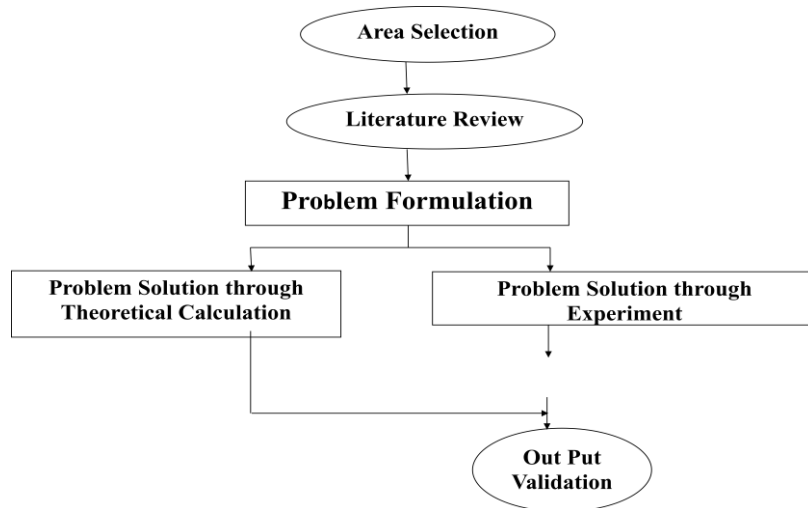 Area Selection
Literature Review
Problem Formulation
Problem Solution through
Theoretical Calculation
Problem Solution through
Experiment
Out Put
Validation